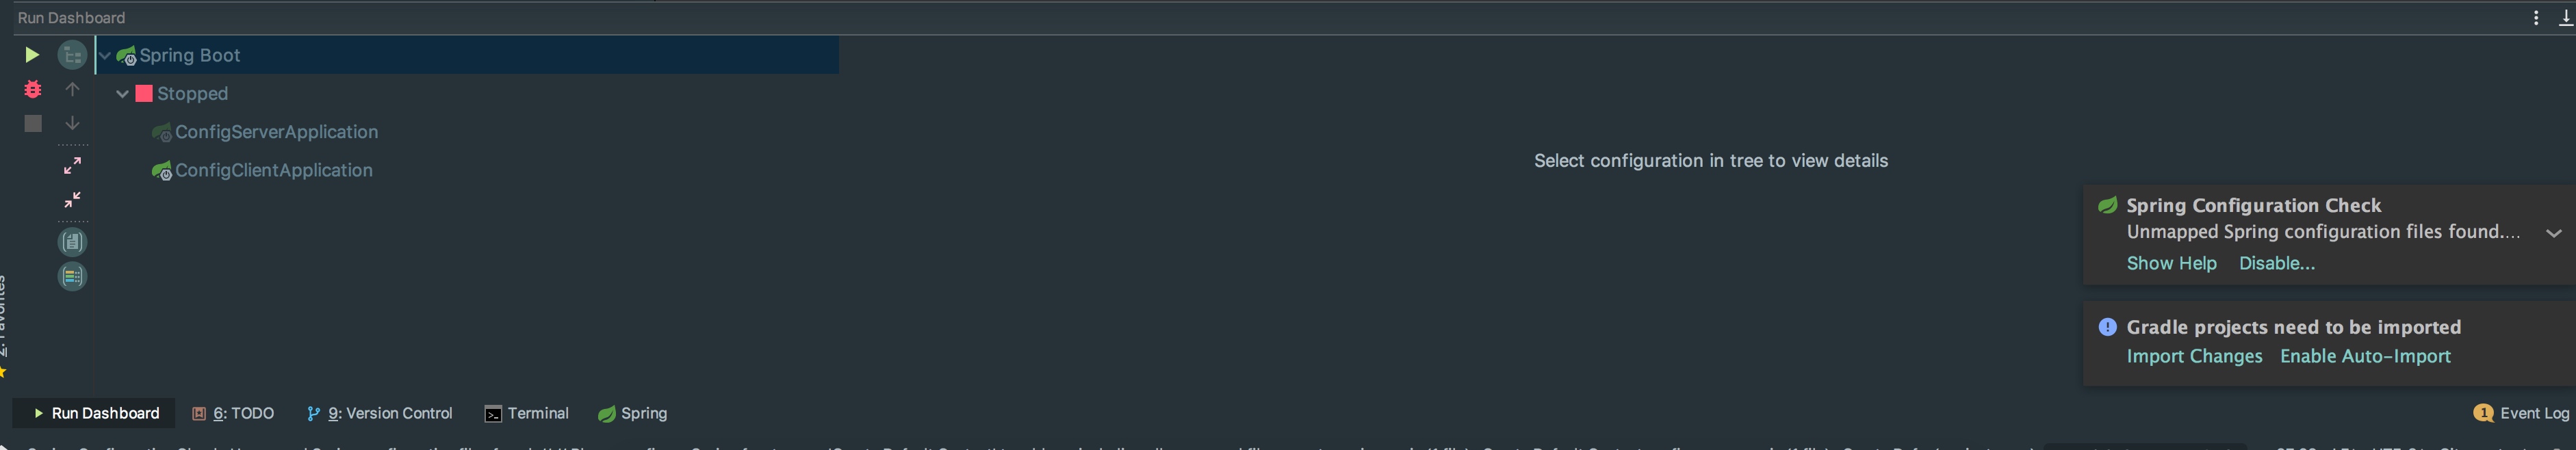 Run Dashboard
Spring Boot
Stopped
ConfigServerApplication
ConfigClientApplication
Select configuration in tree to view details
Spring Configuration Check
Unmapped Spring configuration files found....
Show Help Disable...
Gradle projects need to be imported
Import Changes Enable Auto-Import
2: Favorites
Run Dashboard 6: TODO 9: Version Control Terminal Spring 1 Event Log